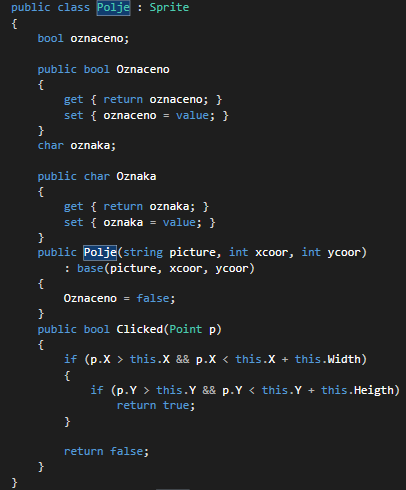 public class Polje : Sprite
{
    bool oznaceno;

    public bool Oznaceno
    {
        get { return oznaceno; }
        set { oznaceno = value; }
    }
    char oznaka;

    public char Oznaka
    {
        get { return oznaka; }
        set { oznaka = value; }
    }
    public Polje(string picture, int xcoor, int ycoor)
        : base(picture, xcoor, ycoor)
    {
        Oznaceno = false;
    }
    public bool Clicked(Point p)
    {
        if (p.X > this.X && p.X < this.X + this.Width)
        {
            if (p.Y > this.Y && p.Y < this.Y + this.Heigth)
                return true;
        }

        return false;
    }
}